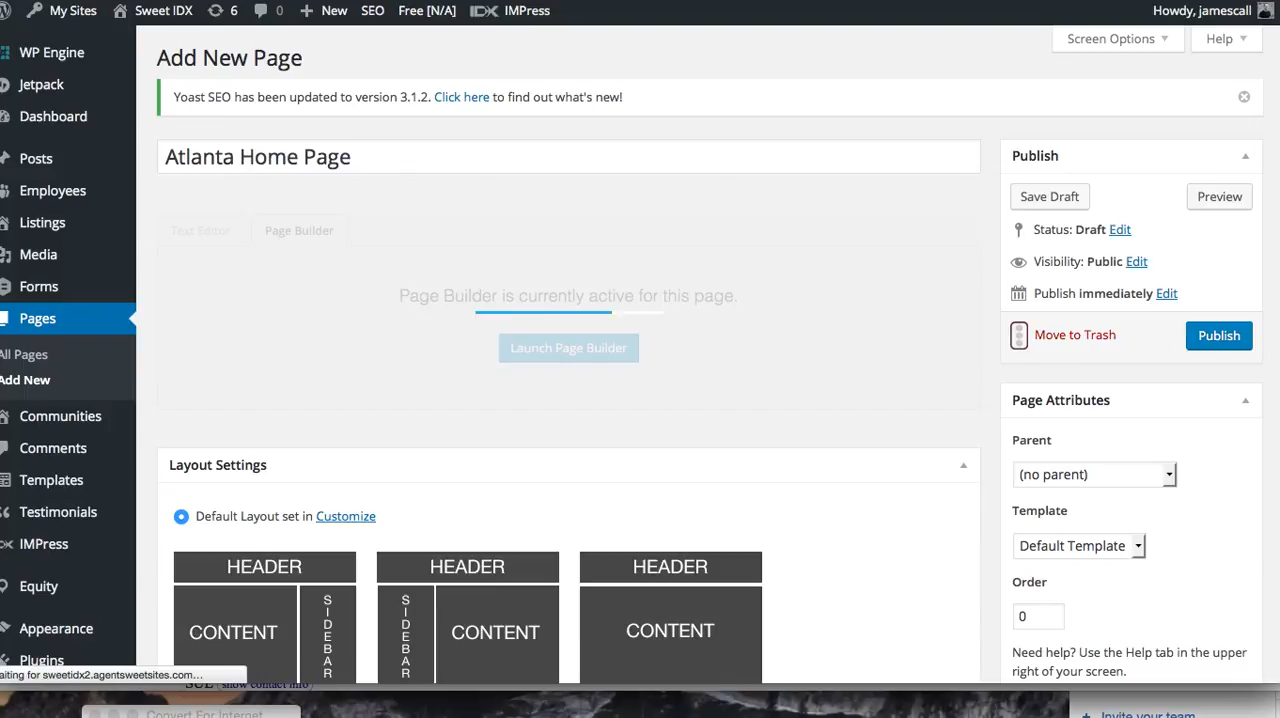 My Sites Sweet IDX 6 0 New SEO Free [N/A] IDX IMPress Howdy, jamescall
WP Engine
Jetpack
Dashboard
Posts
Employees
Listings
Media
Forms
Pages
All Pages
Add New
Communities
Comments
Templates
Testimonials
IMPress
Equity
Appearance
Plugins
Screen Options Help
Add New Page
Yoast SEO has been updated to version 3.1.2. Click here to find out what's new!
Atlanta Home Page
Text Editor Page Builder
Page Builder is currently active for this page.
Launch Page Builder
Layout Settings
Default Layout set in Customize
HEADER HEADER HEADER
CONTENT SIDEBAR SIDEBAR CONTENT CONTENT
Publish
Save Draft Preview
Status: Draft Edit
Visibility: Public Edit
Publish immediately Edit
Move to Trash Publish
Page Attributes
Parent
(no parent)
Template
Default Template
Order
0
Need help? Use the Help tab in the upper
right of your screen.
aiting for sweetidx2.agentsweetsites.com...
(show contact info)
Convert For Internet
Invite your team